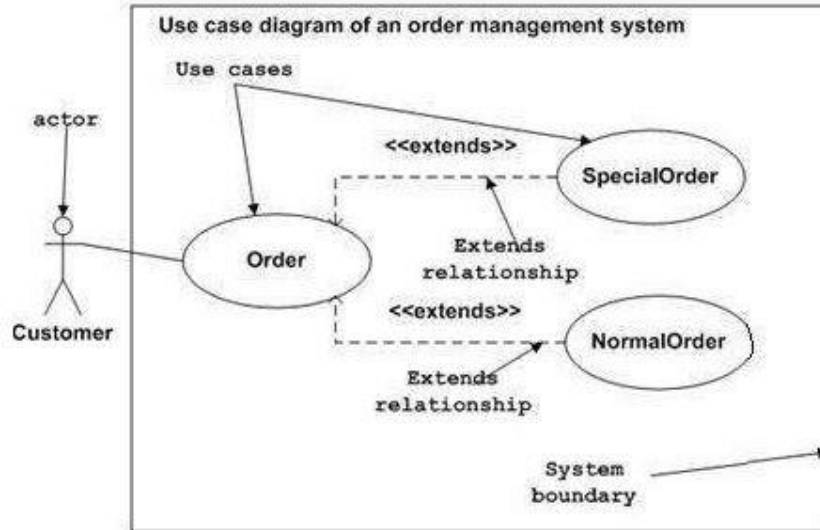 Use case diagram of an order management system
Use cases
actor
<<extends>>
SpecialOrder
Extends
relationship
Order
<<extends>>
Customer
NormalOrder
Extends
relationship
System
boundary